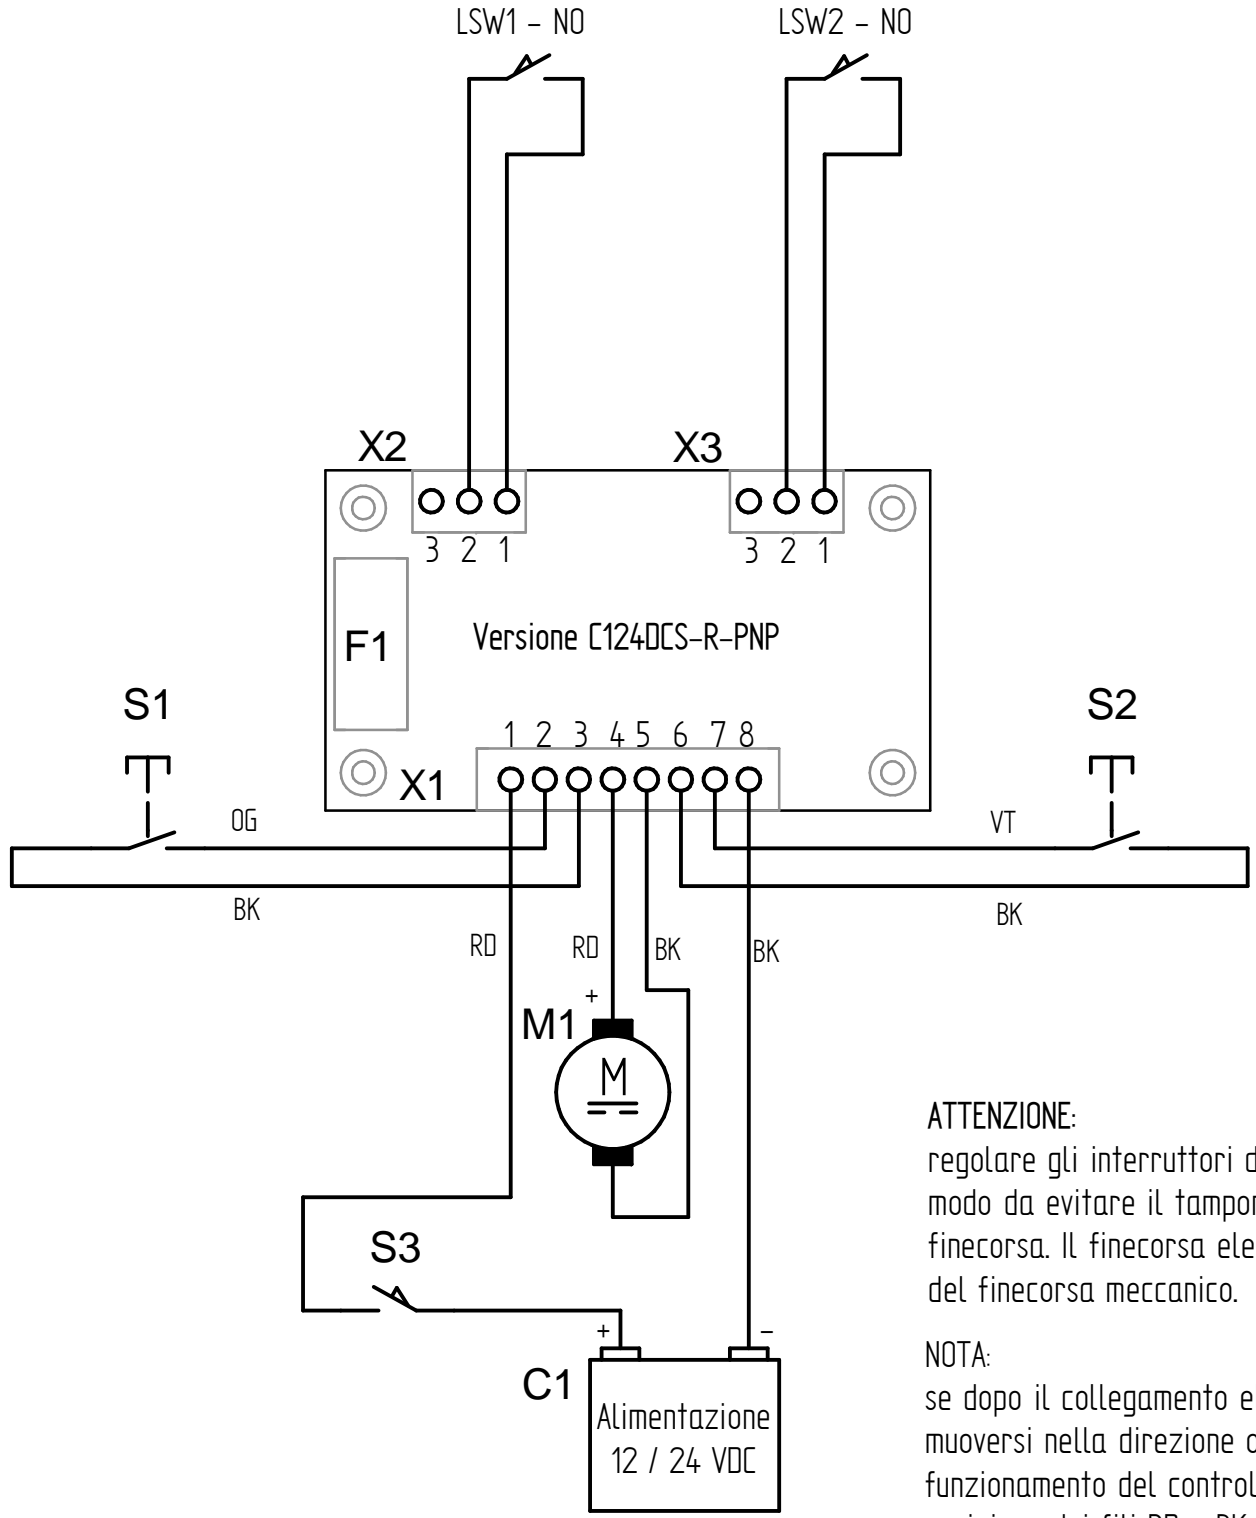 LSW1 - NO
LSW2 - NO
X2
X3
3 2 1
3 2 1
F1
Versione C124DCS-R-PNP
S1
S2
1 2 3 4 5 6 7 8
X1
OG
VT
BK
BK
RD
RD
BK
BK
+
M1
M
ATTENZIONE:
regolare gli interruttori
modo da evitare il
finecorsa. Il finecorsa
del finecorsa meccanico.
S3
+
-
NOTA:
se dopo il collegamento e
muoversi nella direzione
funzionamento del
C1
Alimentazione
12 / 24 VDC